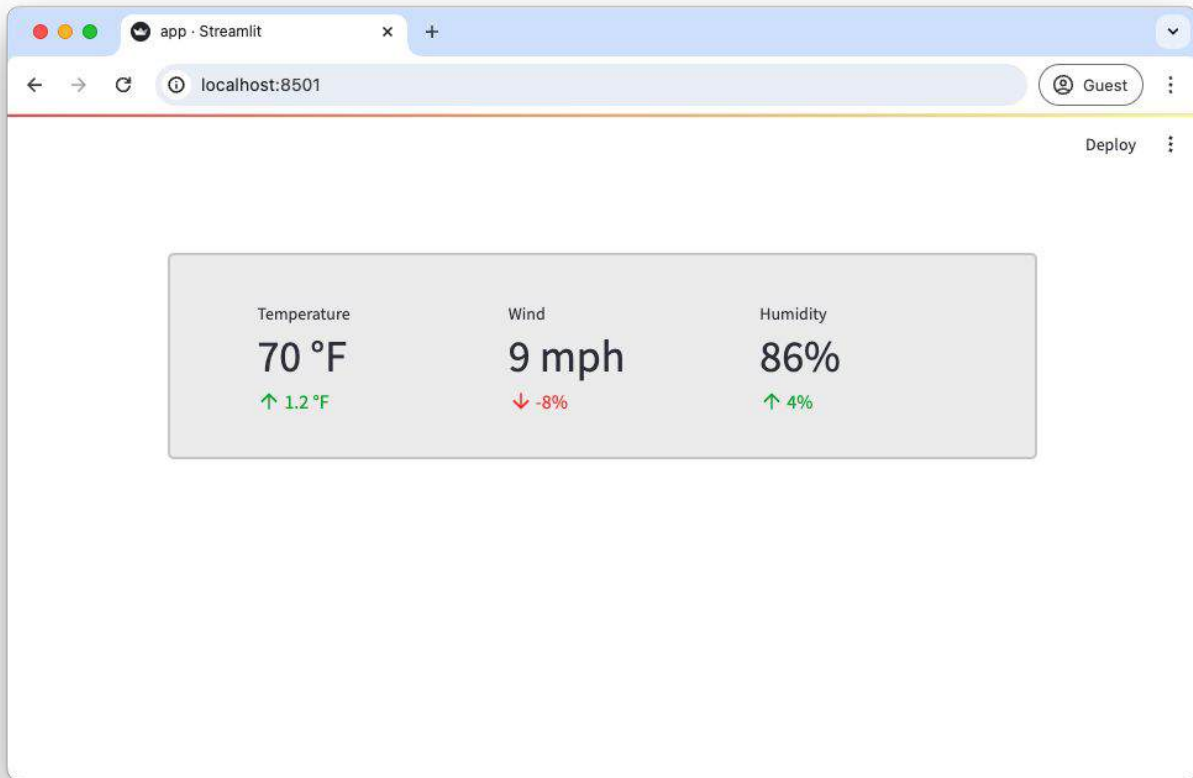 app · Streamlit
localhost:8501
Guest
Deploy
Temperature
70 °F
↑ 1.2 °F
Wind
9 mph
↓ -8%
Humidity
86%
↑ 4%